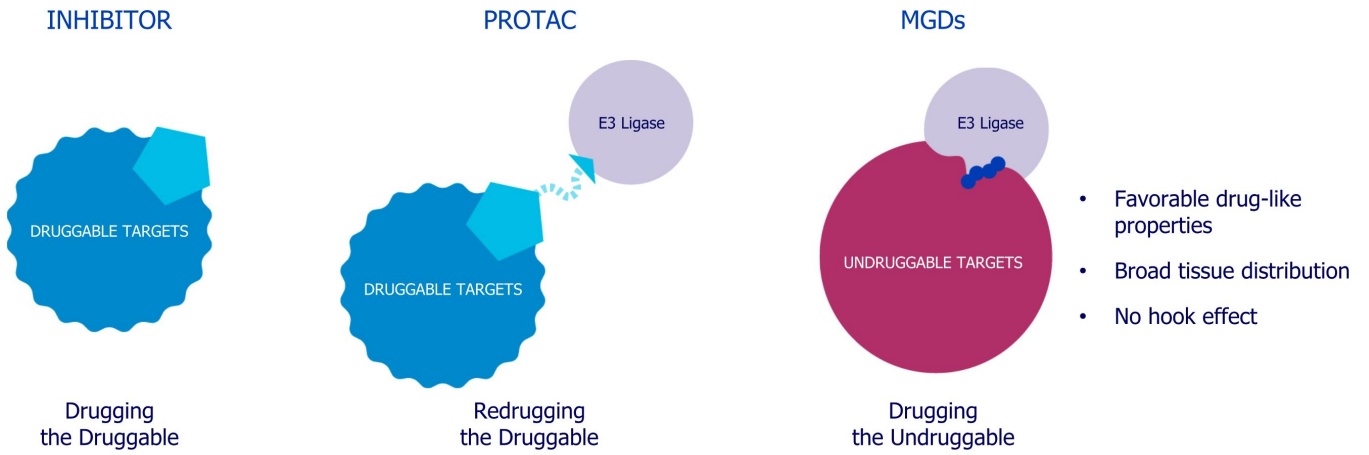 INHIBITOR
DRUGGABLE TARGETS
Drugging
the Druggable
PROTAC
E3 Ligase
DRUGGABLE TARGETS
Redrugging
the Druggable
MGDs
E3 Ligase
UNDRUGGABLE TARGETS
Drugging
the Undruggable
• Favorable drug-like
properties
• Broad tissue distribution
• No hook effect